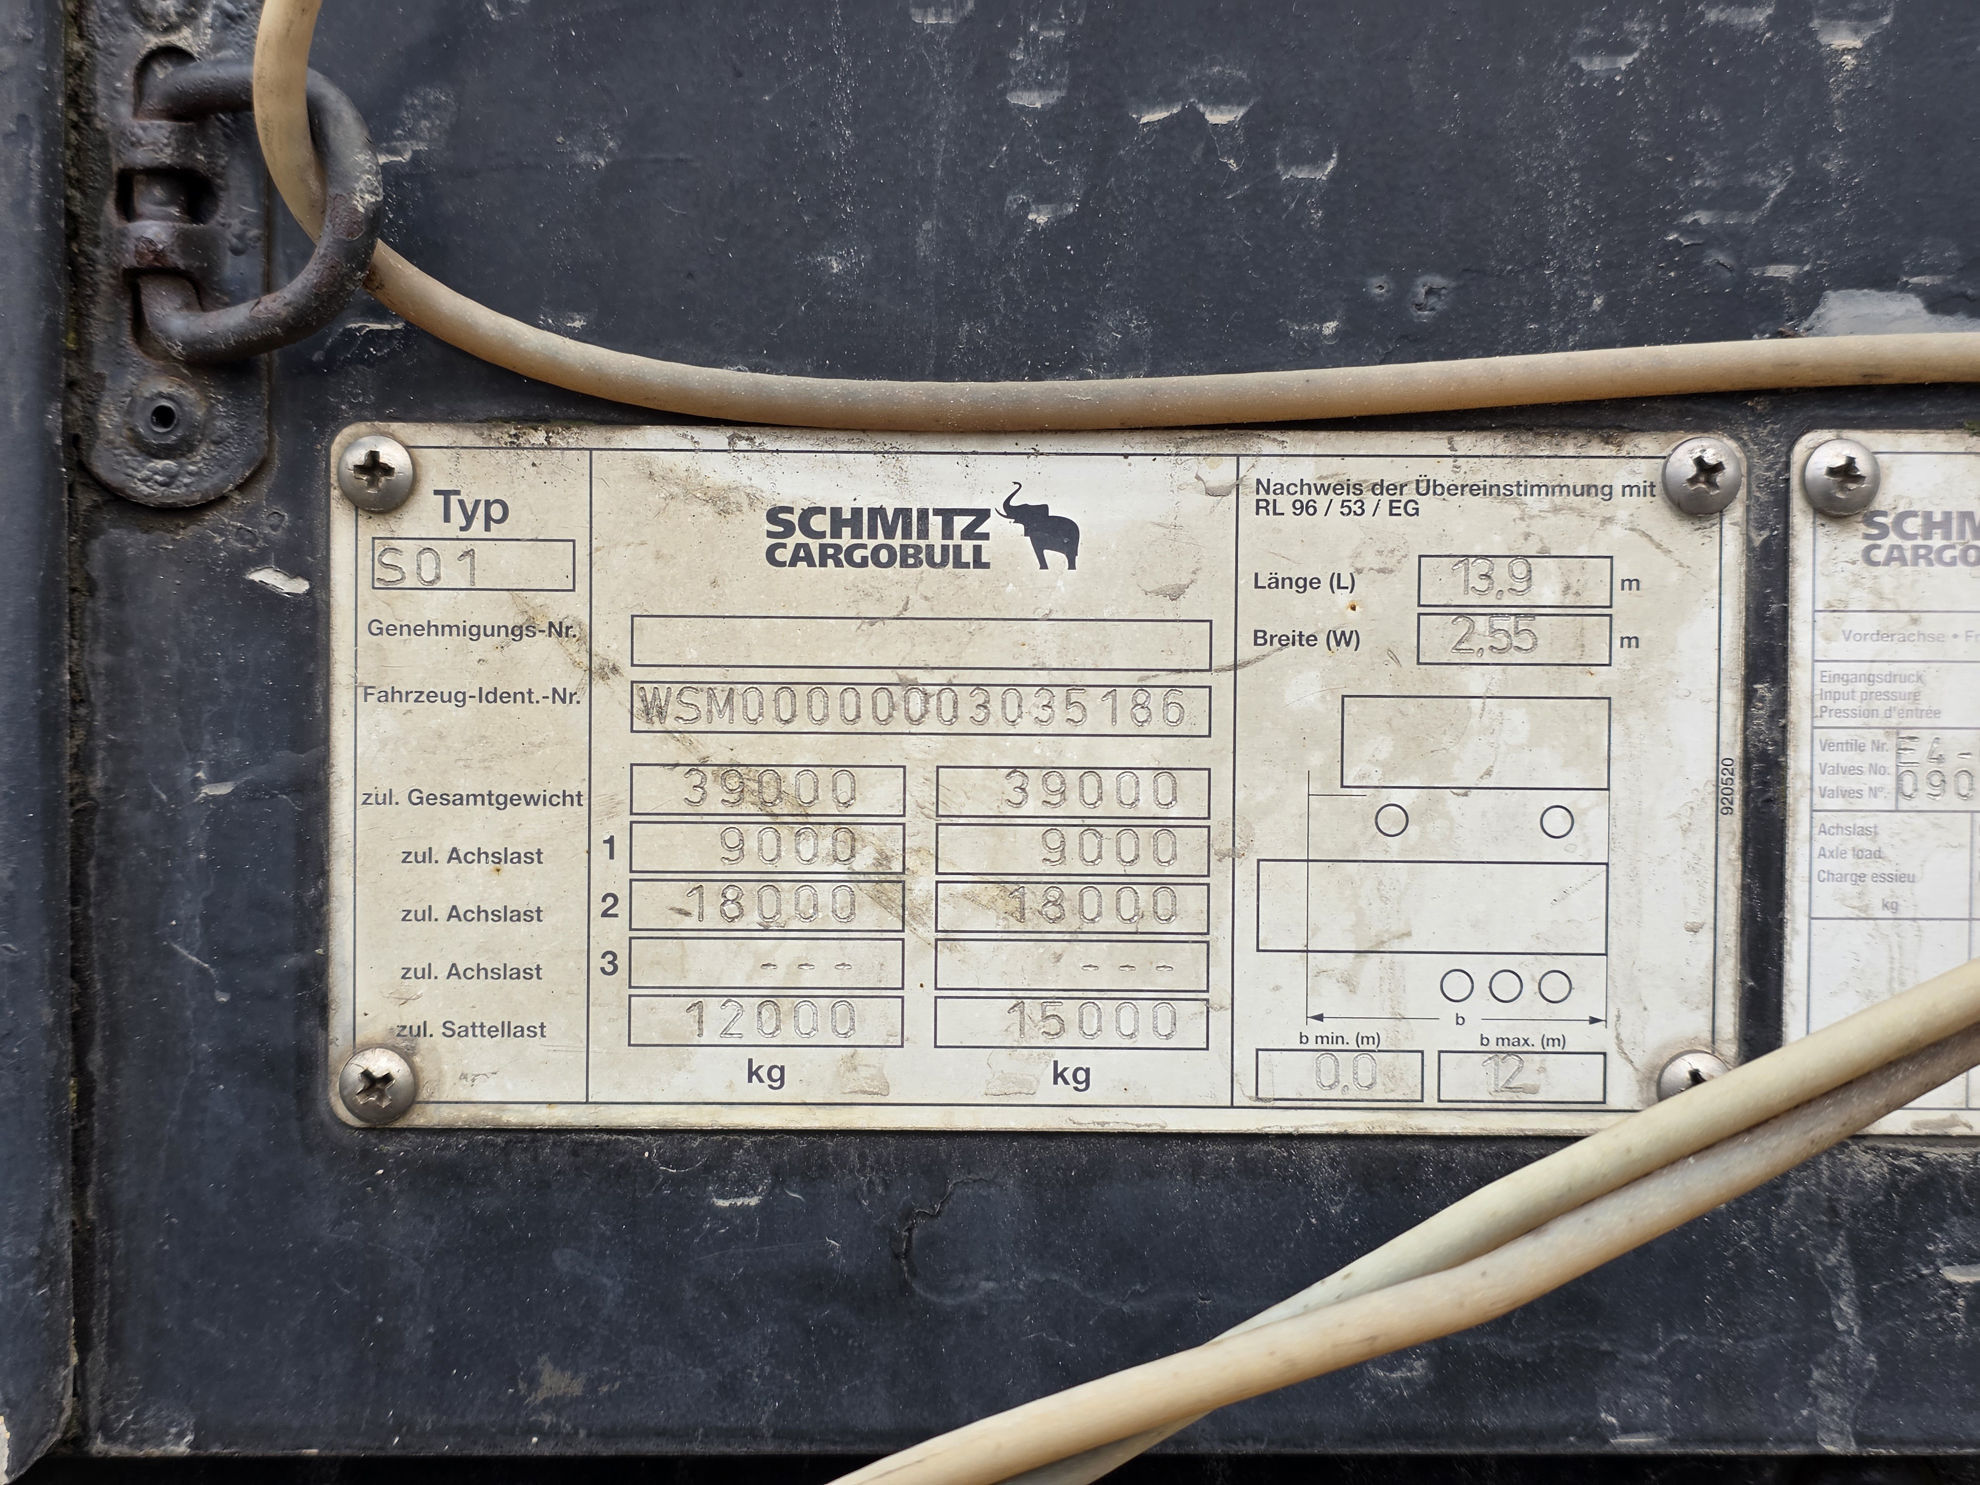 Typ
S01
SCHMITZ
CARGOBULL
Genehmigungs-Nr.
Fahrzeug-Ident.-Nr. WSM00000003035186
zul. Gesamtgewicht 39000 39000
zul. Achslast 1 9000 9000
zul. Achslast 2 18000 18000
zul. Achslast 3 --- ---
zul. Sattellast 12000 15000
kg kg
Nachweis der Übereinstimmung mit
RL 96 / 53 / EG
Länge (L) 13,9 m
Breite (W) 2,55 m
b
b min. (m) b max. (m)
0,0 12
920520
CARGO
Vorderachse •
Eingangsdruck
Input pressure
Pression d'entrée
Ventile Nr. E4-
Valves No. 090
Valves N°.
Achslast
Axle load
Charge essieu
kg